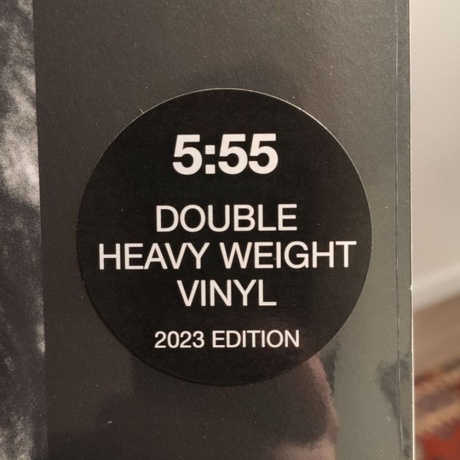 5:55
DOUBLE
HEAVY WEIGHT
VINYL
2023 EDITION